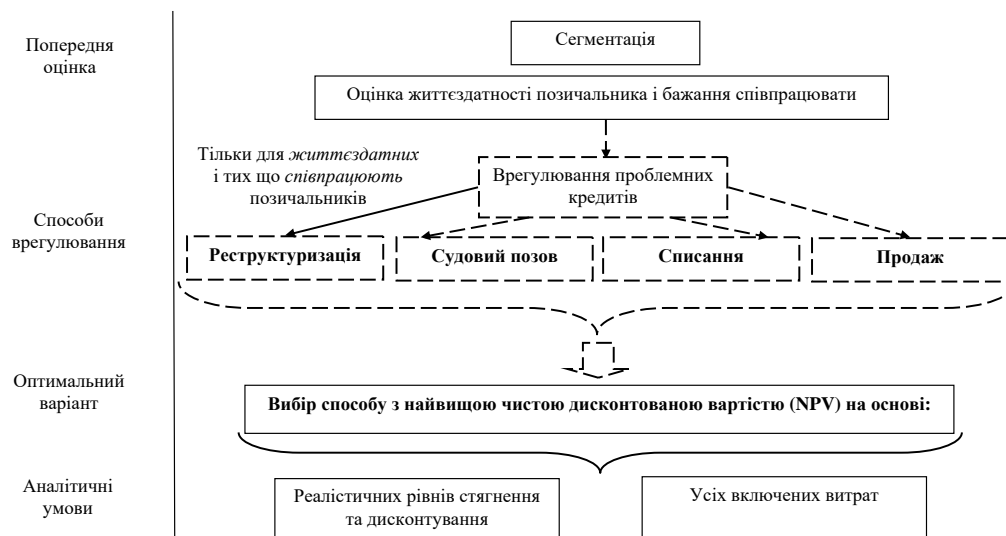 Попередня
оцінка
Сегментація
Оцінка життєздатності позичальника і бажання співпрацювати
Тільки для життєздатних
і тих що співпрацюють
позичальників
Врегулювання проблемних
кредитів
Способи
врегулювання
Реструктуризація
Судовий позов
Списання
Продаж
Оптимальний
варіант
Вибір способу з найвищою чистою дисконтованою вартістю (NPV) на основі:
Аналітичні
умови
Реалістичних рівнів стягнення
та дисконтування
Усіх включених витрат